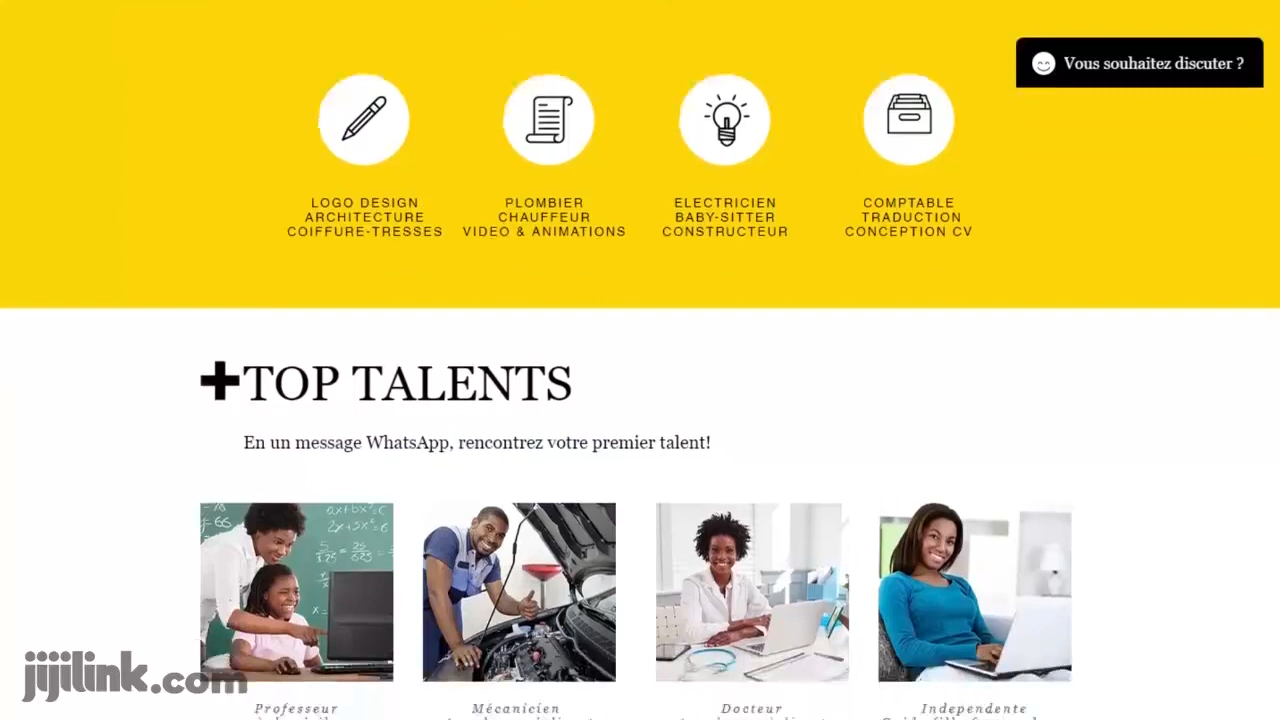 Vous souhaitez discuter ?
LOGO DESIGN
ARCHITECTURE
COIFFURE-TRESSES
PLOMBIER
CHAUFFEUR
VIDEO & ANIMATIONS
ELECTRICIEN
BABY-SITTER
CONSTRUCTEUR
COMPTABLE
TRADUCTION
CONCEPTION CV
+TOP TALENTS
En un message WhatsApp, rencontrez votre premier talent!
jijilink.com
Professeur
Mécanicien
Docteur
Independente